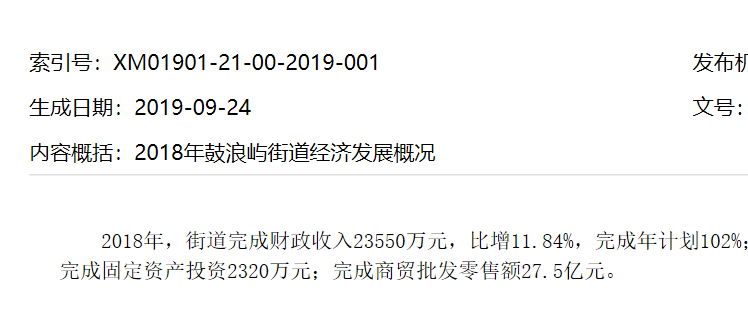 索引号：XM01901-21-00-2019-001 发布机
生成日期：2019-09-24 文号：
内容概括：2018年鼓浪屿街道经济发展概况
2018年，街道完成财政收入23550万元，比增11.84%，完成年计划102%；
完成固定资产投资2320万元；完成商贸批发零售额27.5亿元。